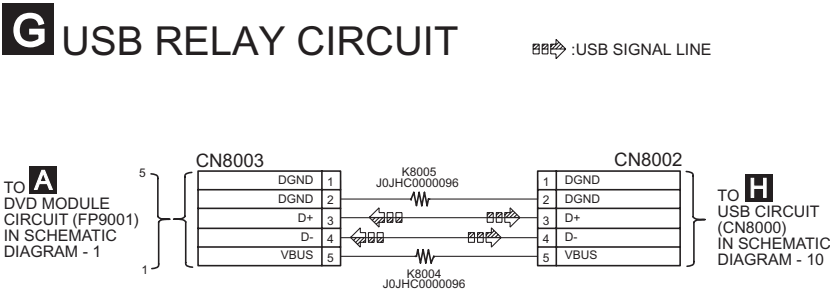 G USB RELAY CIRCUIT
:USB SIGNAL LINE
CN8003
CN8002
TO A
DVD MODULE
CIRCUIT (FP9001)
IN SCHEMATIC
DIAGRAM - 1
5
1
DGND 1
DGND 2
D+ 3
D- 4
VBUS 5
K8005
J0JHC0000096
K8004
J0JHC0000096
1 DGND
2 DGND
3 D+
4 D-
5 VBUS
TO H
USB CIRCUIT
(CN8000)
IN SCHEMATIC
DIAGRAM - 10